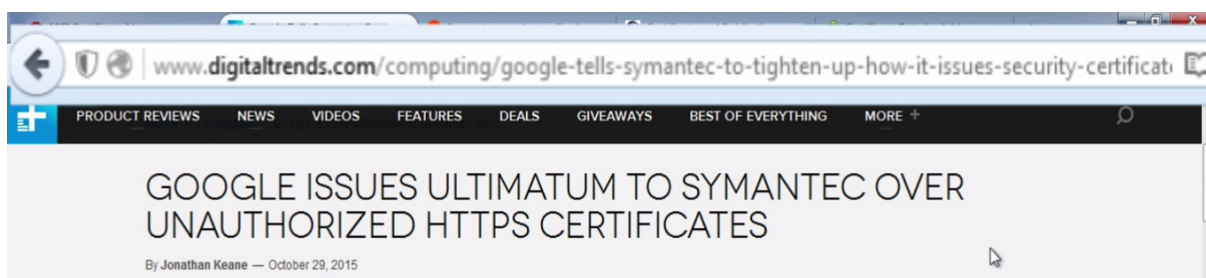 www.digitaltrends.com/computing/google-tells-symantec-to-tighten-up-how-it-issues-security-certificat
PRODUCT REVIEWS NEWS VIDEOS FEATURES DEALS GIVEAWAYS BEST OF EVERYTHING MORE +
GOOGLE ISSUES ULTIMATUM TO SYMANTEC OVER
UNAUTHORIZED HTTPS CERTIFICATES
By Jonathan Keane — October 29, 2015